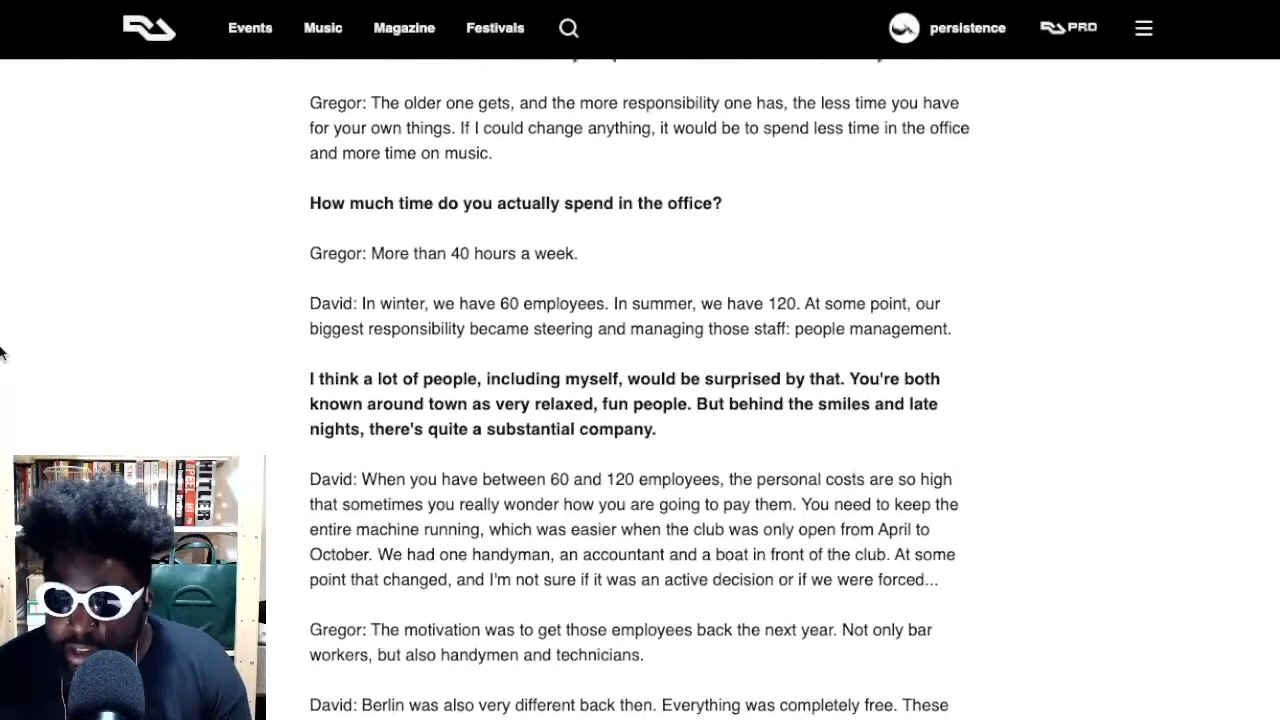 Events Music Magazine Festivals persistence PRO
Gregor: The older one gets, and the more responsibility one has, the less time you have
for your own things. If I could change anything, it would be to spend less time in the office
and more time on music.
How much time do you actually spend in the office?
Gregor: More than 40 hours a week.
David: In winter, we have 60 employees. In summer, we have 120. At some point, our
biggest responsibility became steering and managing those staff: people management.
I think a lot of people, including myself, would be surprised by that. You're both
known around town as very relaxed, fun people. But behind the smiles and late
nights, there's quite a substantial company.
David: When you have between 60 and 120 employees, the personal costs are so high
that sometimes you really wonder how you are going to pay them. You need to keep the
entire machine running, which was easier when the club was only open from April to
October. We had one handyman, an accountant and a boat in front of the club. At some
point that changed, and I'm not sure if it was an active decision or if we were forced...
Gregor: The motivation was to get those employees back the next year. Not only bar
workers, but also handymen and technicians.
David: Berlin was also very different back then. Everything was completely free. These
HITLER
SPEER